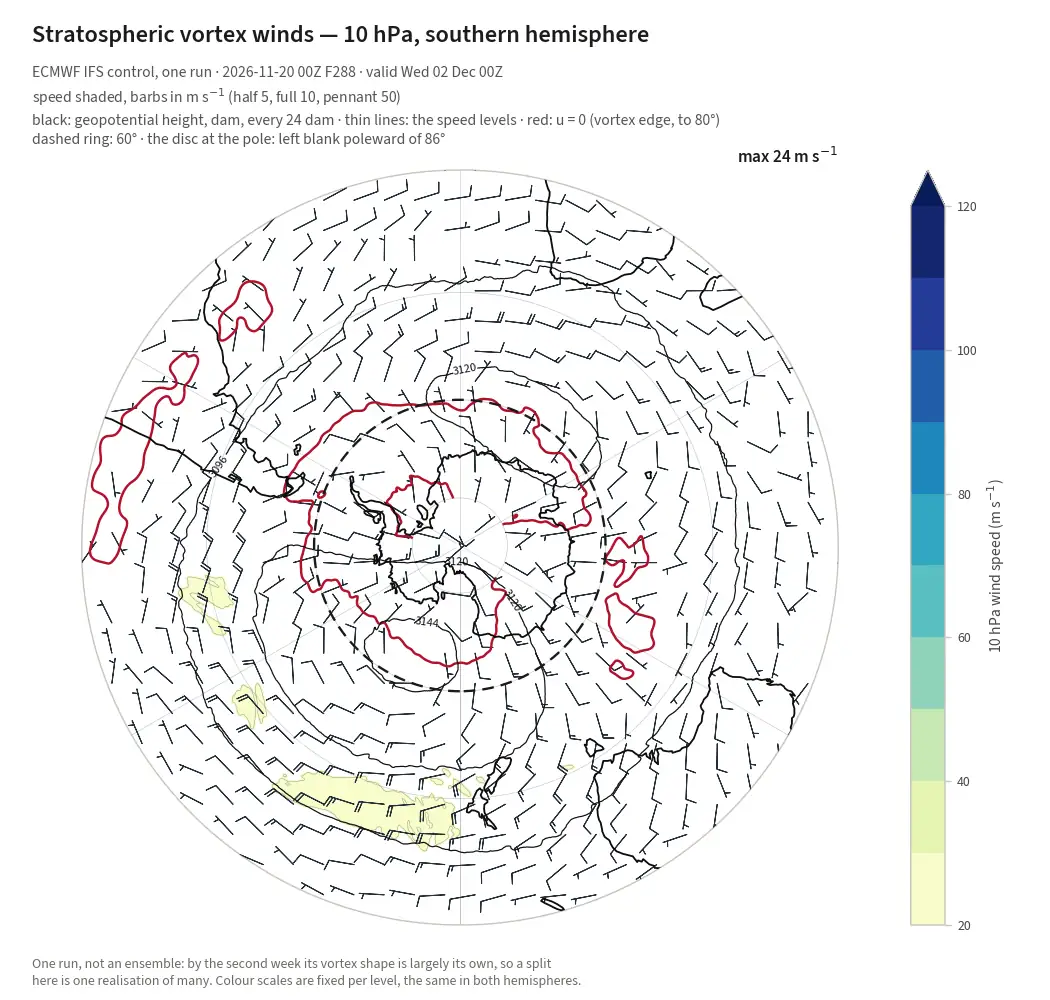 Stratospheric vortex winds — 10 hPa, southern hemisphere
ECMWF IFS control, one run · 2026-11-20 00Z F288 · valid Wed 02 Dec 00Z
speed shaded, barbs in m s⁻¹ (half 5, full 10, pennant 50)
black: geopotential height, dam, every 24 dam · thin lines: the speed levels · red: u = 0 (vortex edge, to 80°)
dashed ring: 60° · the disc at the pole: left blank poleward of 86°
max 24 m s⁻¹
120
100
80
60
40
20
10 hPa wind speed (m s⁻¹)
3120
3120
3120
3144
One run, not an ensemble: by the second week its vortex shape is largely its own, so a split
here is one realisation of many. Colour scales are fixed per level, the same in both hemispheres.